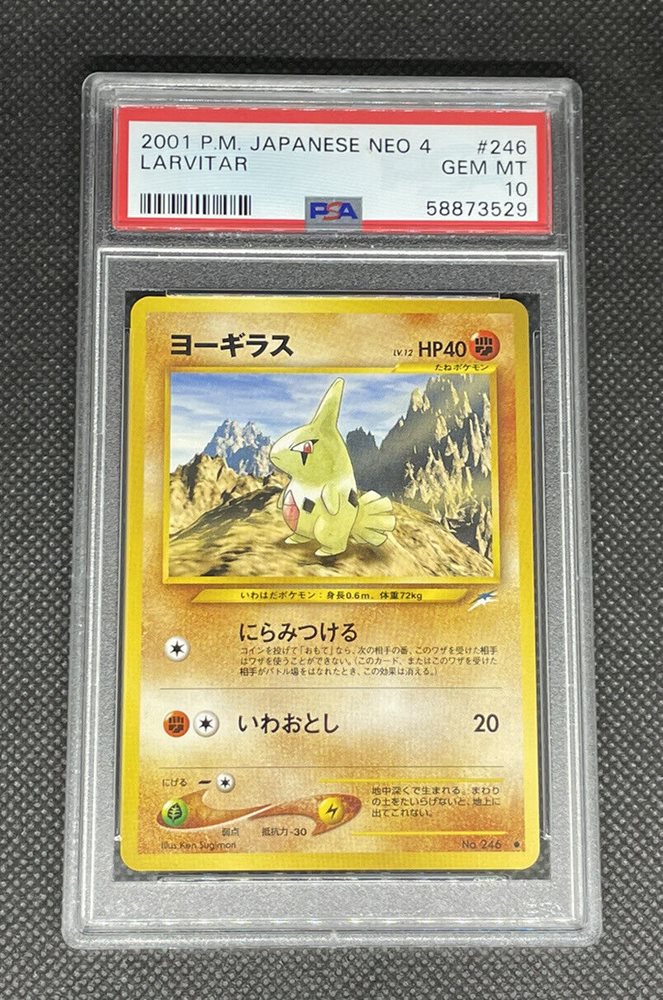 2001 P.M. JAPANESE NEO 4 #246
LARVITAR GEM MT
10
PSA 58873529
ヨーギラス LV.12 HP40
たねポケモン
いわはだポケモン:身長0.6m、体重72kg
にらみつける
コインを投げて「おもて」なら、次の相手の番、このワザを受けた相手
はワザを使うことができない。(このカード、またはこのワザを受けた
相手がバトル場をはなれたとき、この効果は消える。)
いわおとし 20
にげる
地中深くで生まれる。まわり
の土をたいらげないと、地上に
出てこれない。
弱点 抵抗力 -30
Illus. Ken Sugimori No. 246